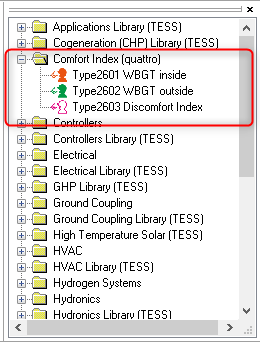 Applications Library (TESS)
Cogeneration (CHP) Library (TESS)
Comfort Index (quattro)
Type2601 WBGT inside
Type2602 WBGT outside
Type2603 Discomfort Index
Controllers
Controllers Library (TESS)
Electrical
Electrical Library (TESS)
GHP Library (TESS)
Ground Coupling
Ground Coupling Library (TESS)
High Temperature Solar (TESS)
HVAC
HVAC Library (TESS)
Hydrogen Systems
Hydronics
Hydronics Library (TESS)